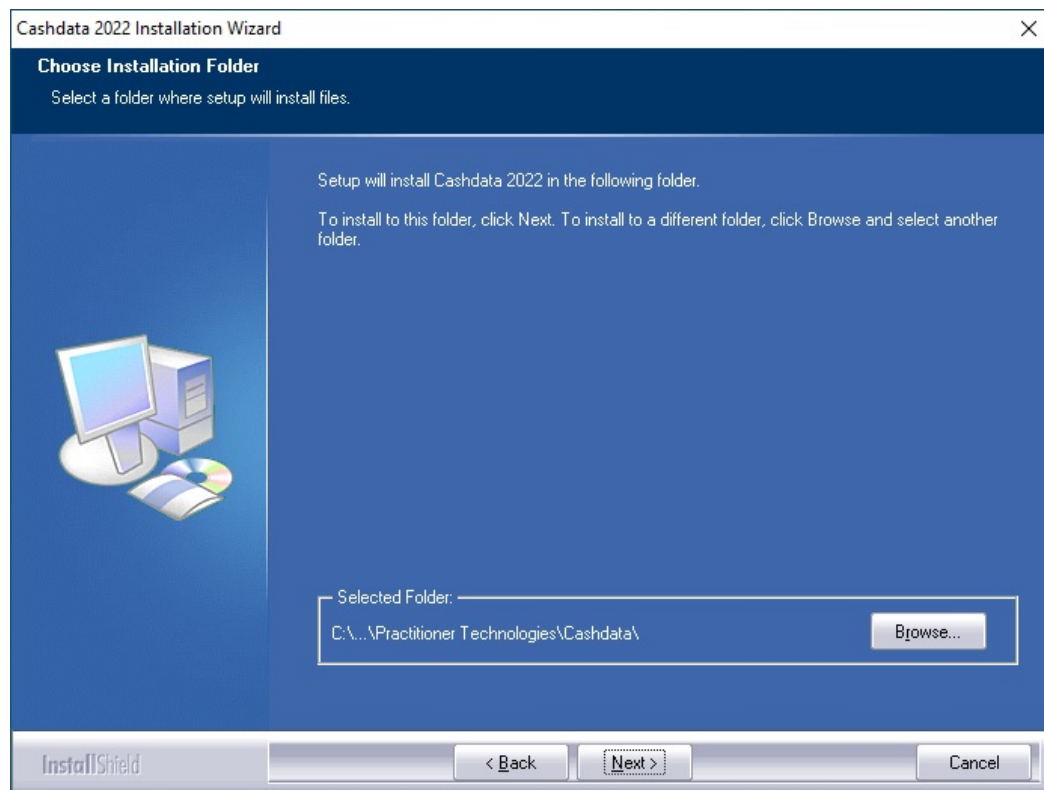 Cashdata 2022 Installation Wizard
Choose Installation Folder
Select a folder where setup will install files.
Setup will install Cashdata 2022 in the following folder.
To install to this folder, click Next. To install to a different folder, click Browse and select another
folder.
Selected Folder:
C:\...\Practitioner Technologies\Cashdata\
Browse...
InstallShield
< Back
Next >
Cancel